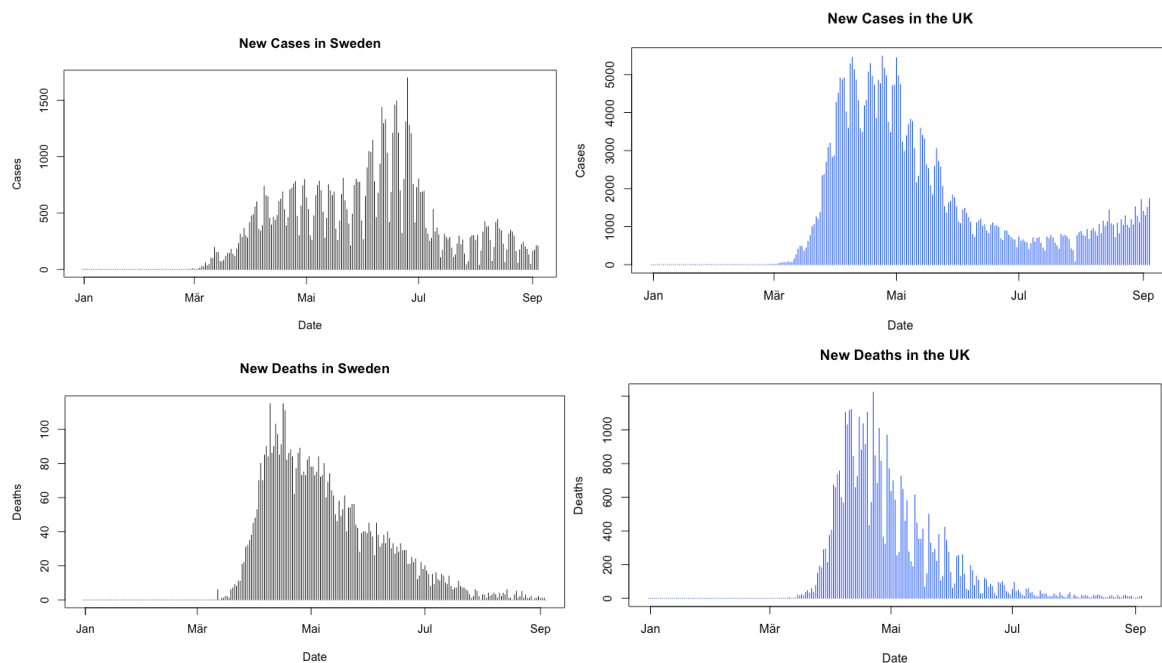 New Cases in Sweden
Cases
1500
1000
500
0
Jan Mär Mai Jul Sep
Date
New Cases in the UK
Cases
5000
4000
3000
2000
1000
0
Jan Mär Mai Jul Sep
Date
New Deaths in Sweden
Deaths
100
80
60
40
20
0
Jan Mär Mai Jul Sep
Date
New Deaths in the UK
Deaths
1000
800
600
400
200
0
Jan Mär Mai Jul Sep
Date